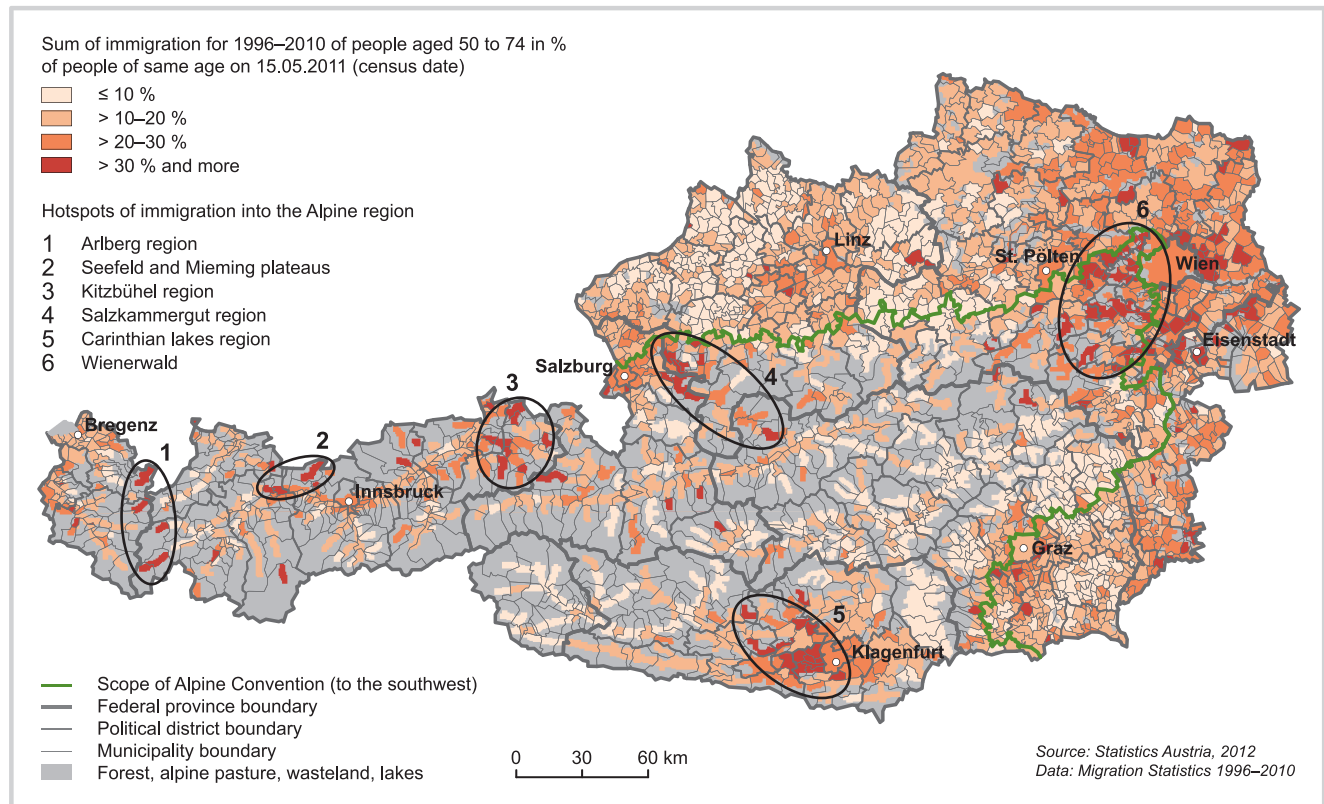 Sum of immigration for 1996–2010 of people aged 50 to 74 in %
of people of same age on 15.05.2011 (census date)
≤ 10 %
> 10–20 %
> 20–30 %
> 30 % and more
Hotspots of immigration into the Alpine region
1 Arlberg region
2 Seefeld and Mieming plateaus
3 Kitzbühel region
4 Salzkammergut region
5 Carinthian lakes region
6 Wienerwald
6
Linz
St. Pölten
Wien
Eisenstadt
Salzburg
4
3
Bregenz
1
2
Innsbruck
Graz
5
Klagenfurt
Scope of Alpine Convention (to the southwest)
Federal province boundary
Political district boundary
Municipality boundary
Forest, alpine pasture, wasteland, lakes
0 30 60 km
Source: Statistics Austria, 2012
Data: Migration Statistics 1996–2010